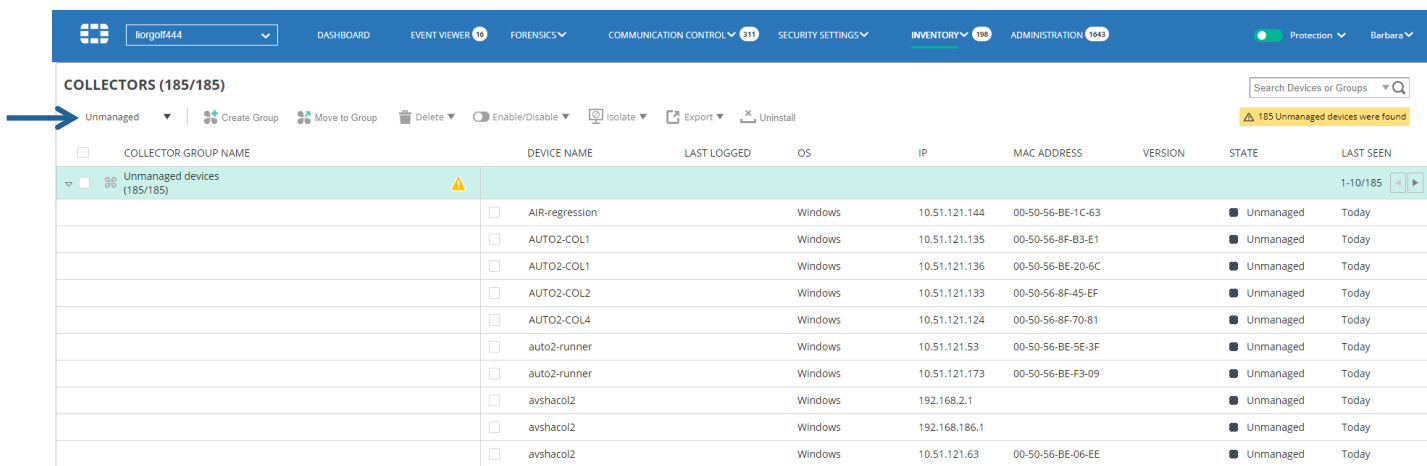 liorgolf444 DASHBOARD EVENT VIEWER 16 FORENSICS COMMUNICATION CONTROL 311 SECURITY SETTINGS INVENTORY 198 ADMINISTRATION 1643 Protection Barbara
COLLECTORS (185/185)
Search Devices or Groups
Unmanaged Create Group Move to Group Delete Enable/Disable Isolate Export Uninstall
185 Unmanaged devices were found
COLLECTOR GROUP NAME DEVICE NAME LAST LOGGED OS IP MAC ADDRESS VERSION STATE LAST SEEN
Unmanaged devices
(185/185)
1-10/185
AIR-regression Windows 10.51.121.144 00-50-56-BE-1C-63 Unmanaged Today
AUTO2-COL1 Windows 10.51.121.135 00-50-56-8F-B3-E1 Unmanaged Today
AUTO2-COL1 Windows 10.51.121.136 00-50-56-BE-20-6C Unmanaged Today
AUTO2-COL2 Windows 10.51.121.133 00-50-56-8F-45-EF Unmanaged Today
AUTO2-COL4 Windows 10.51.121.124 00-50-56-8F-70-81 Unmanaged Today
auto2-runner Windows 10.51.121.53 00-50-56-BE-5E-3F Unmanaged Today
auto2-runner Windows 10.51.121.173 00-50-56-BE-F3-09 Unmanaged Today
avshacol2 Windows 192.168.2.1 Unmanaged Today
avshacol2 Windows 192.168.186.1 Unmanaged Today
avshacol2 Windows 10.51.121.63 00-50-56-BE-06-EE Unmanaged Today